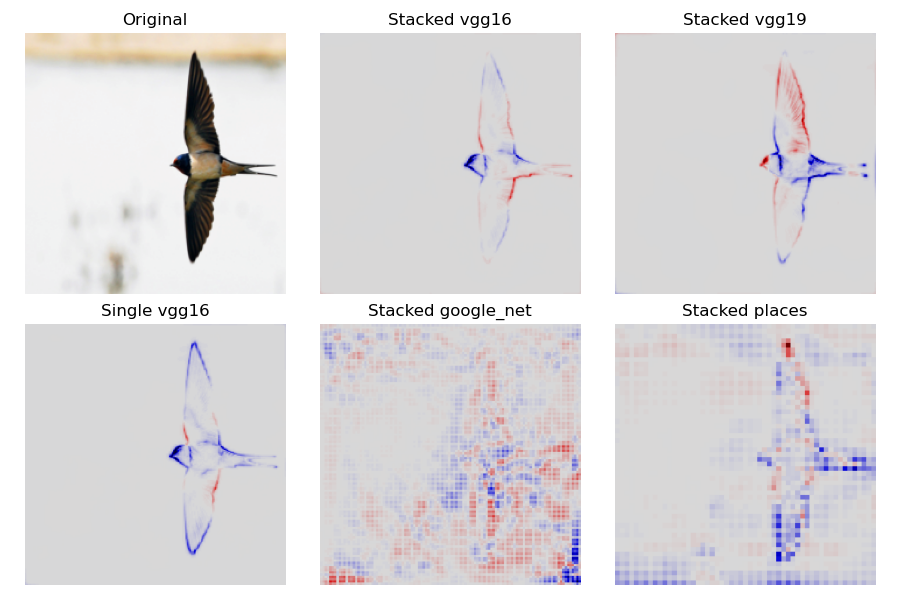 Original
Stacked vgg16
Stacked vgg19
Single vgg16
Stacked google_net
Stacked places